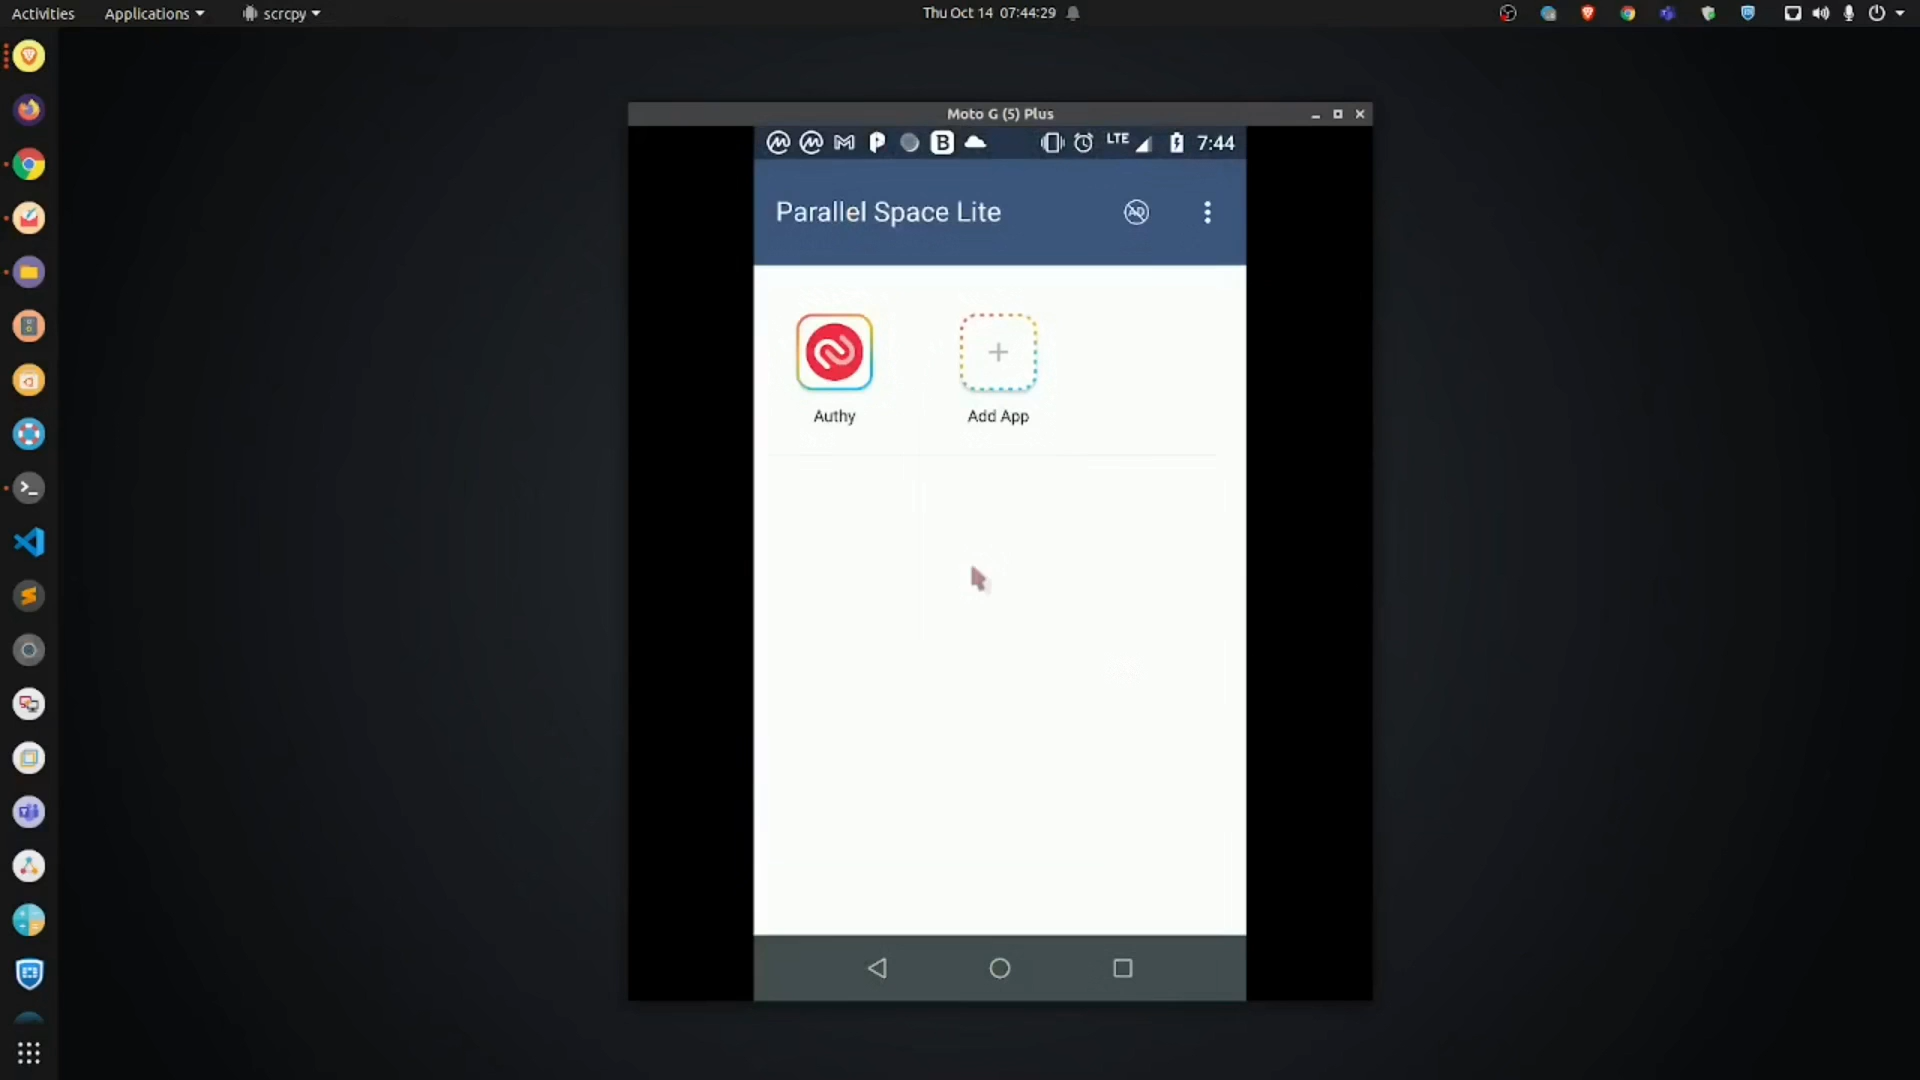 Activities
Applications
scrcpy
Thu Oct 14 07:44:29
Moto G (5) Plus
B
LTE
7:44
Parallel Space Lite
AD
Authy
Add App